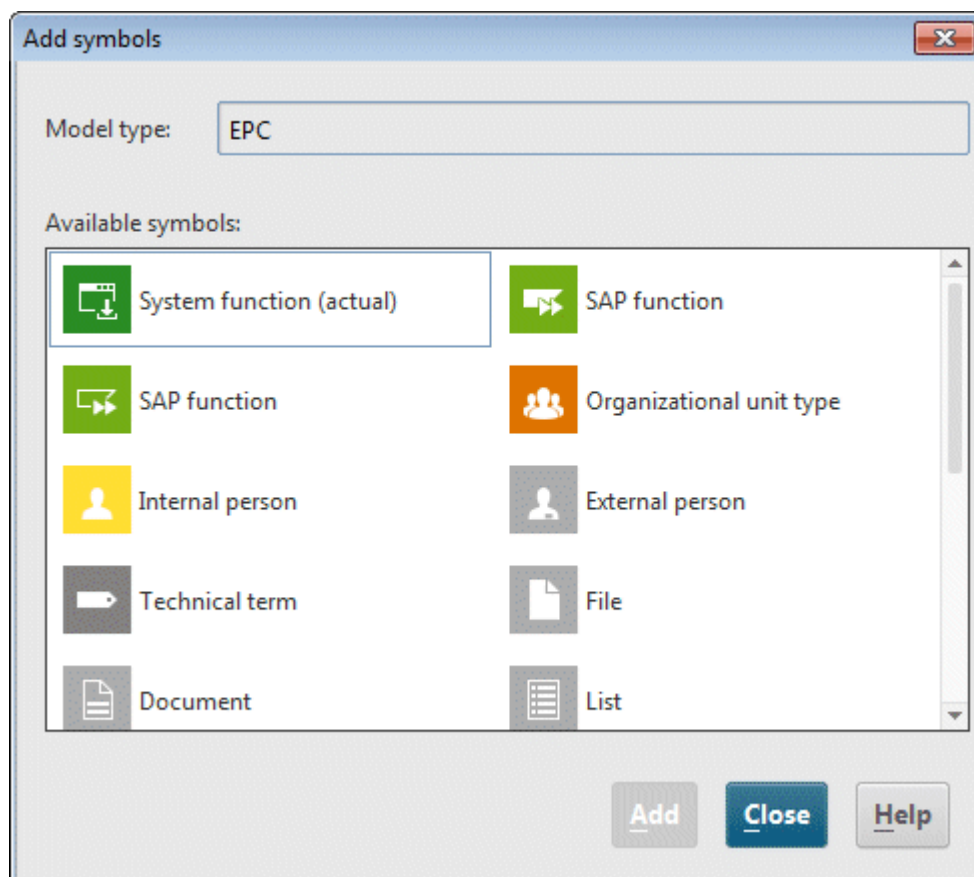 Add symbols
Model type: EPC
Available symbols:
System function (actual) SAP function
SAP function Organizational unit type
Internal person External person
Technical term File
Document List
Add Close Help